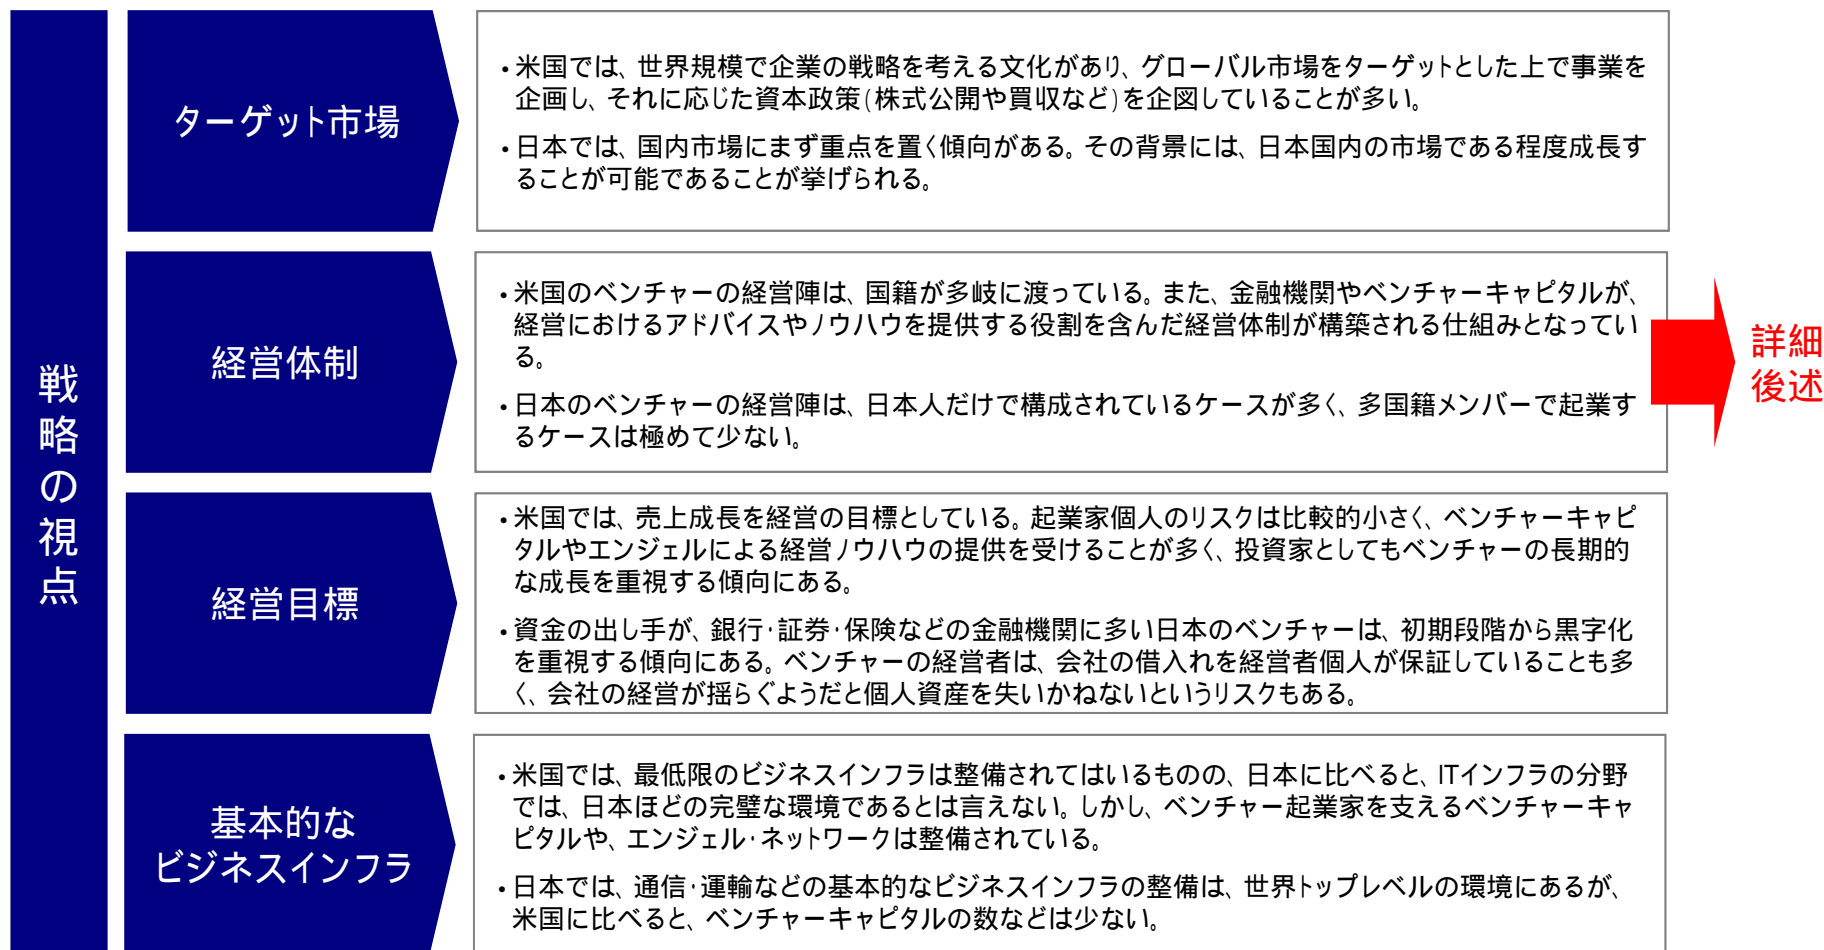 戦略の視点
ターゲット市場
・米国では、世界規模で企業の戦略を考える文化があり、グローバル市場をターゲットとした上で事業を
企画し、それに応じた資本政策(株式公開や買収など)を企図していることが多い。
・日本では、国内市場にまず重点を置く傾向がある。その背景には、日本国内の市場である程度成長す
ることが可能であることが挙げられる。
経営体制
・米国のベンチャーの経営陣は、国籍が多岐に渡っている。また、金融機関やベンチャーキャピタルが、
経営におけるアドバイスやノウハウを提供する役割を含んだ経営体制が構築される仕組みとなってい
る。
・日本のベンチャーの経営陣は、日本人だけで構成されているケースが多く、多国籍メンバーで起業す
るケースは極めて少ない。
詳細
後述
経営目標
・米国では、売上成長を経営の目標としている。起業家個人のリスクは比較的小さく、ベンチャーキャピ
タルやエンジェルによる経営ノウハウの提供を受けることが多く、投資家としてもベンチャーの長期的
な成長を重視する傾向にある。
・資金の出し手が、銀行・証券・保険などの金融機関に多い日本のベンチャーは、初期段階から黒字化
を重視する傾向にある。ベンチャーの経営者は、会社の借入れを経営者個人が保証していることも多
く、会社の経営が揺らぐようだと個人資産を失いかねないというリスクもある。
基本的な
ビジネスインフラ
・米国では、最低限のビジネスインフラは整備されてはいるものの、日本に比べると、ITインフラの分野
では、日本ほどの完璧な環境であるとは言えない。しかし、ベンチャー起業家を支えるベンチャーキャ
ピタルや、エンジェル・ネットワークは整備されている。
・日本では、通信・運輸などの基本的なビジネスインフラの整備は、世界トップレベルの環境にあるが、
米国に比べると、ベンチャーキャピタルの数などは少ない。